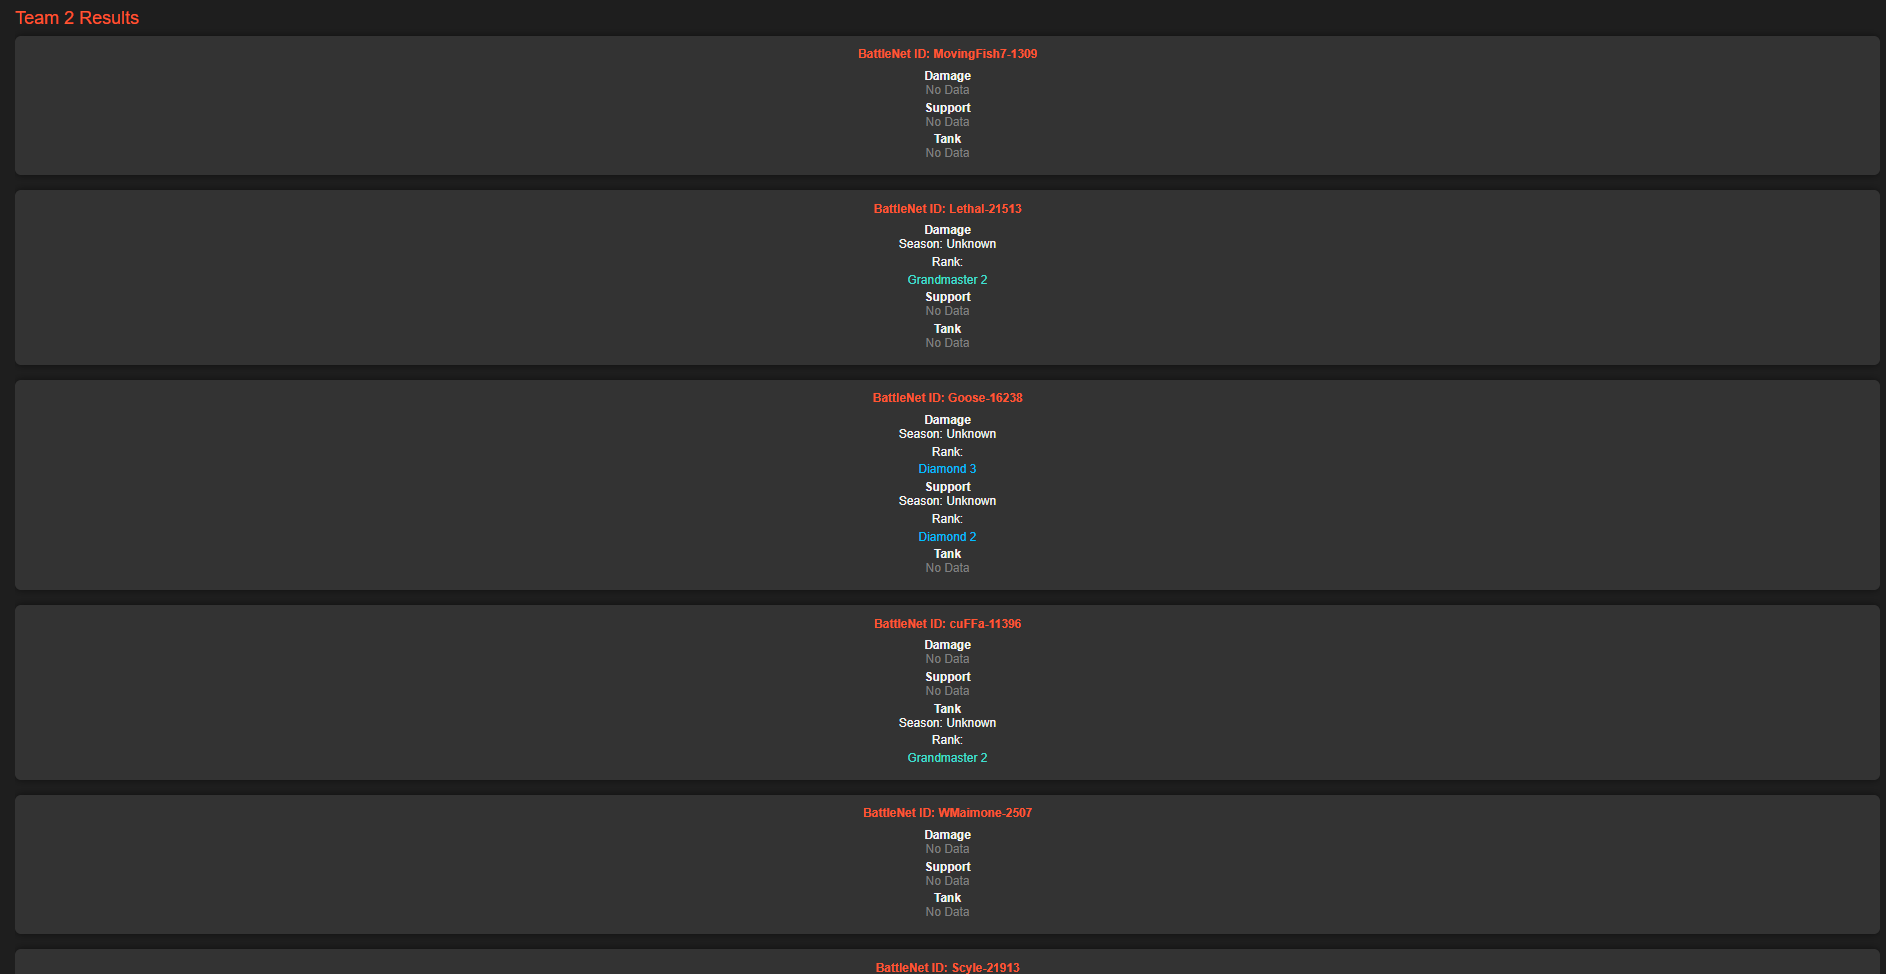 Team 2 Results
BattleNet ID: MovingFish7-1309
Damage
No Data
Support
No Data
Tank
No Data
BattleNet ID: Lethal-21513
Damage
Season: Unknown
Rank:
Grandmaster 2
Support
No Data
Tank
No Data
BattleNet ID: Goose-16238
Damage
Season: Unknown
Rank:
Diamond 3
Support
Season: Unknown
Rank:
Diamond 2
Tank
No Data
BattleNet ID: cuFFa-11396
Damage
No Data
Support
No Data
Tank
Season: Unknown
Rank:
Grandmaster 2
BattleNet ID: WMaimone-2507
Damage
No Data
Support
No Data
Tank
No Data
BattleNet ID: Scyle-21913